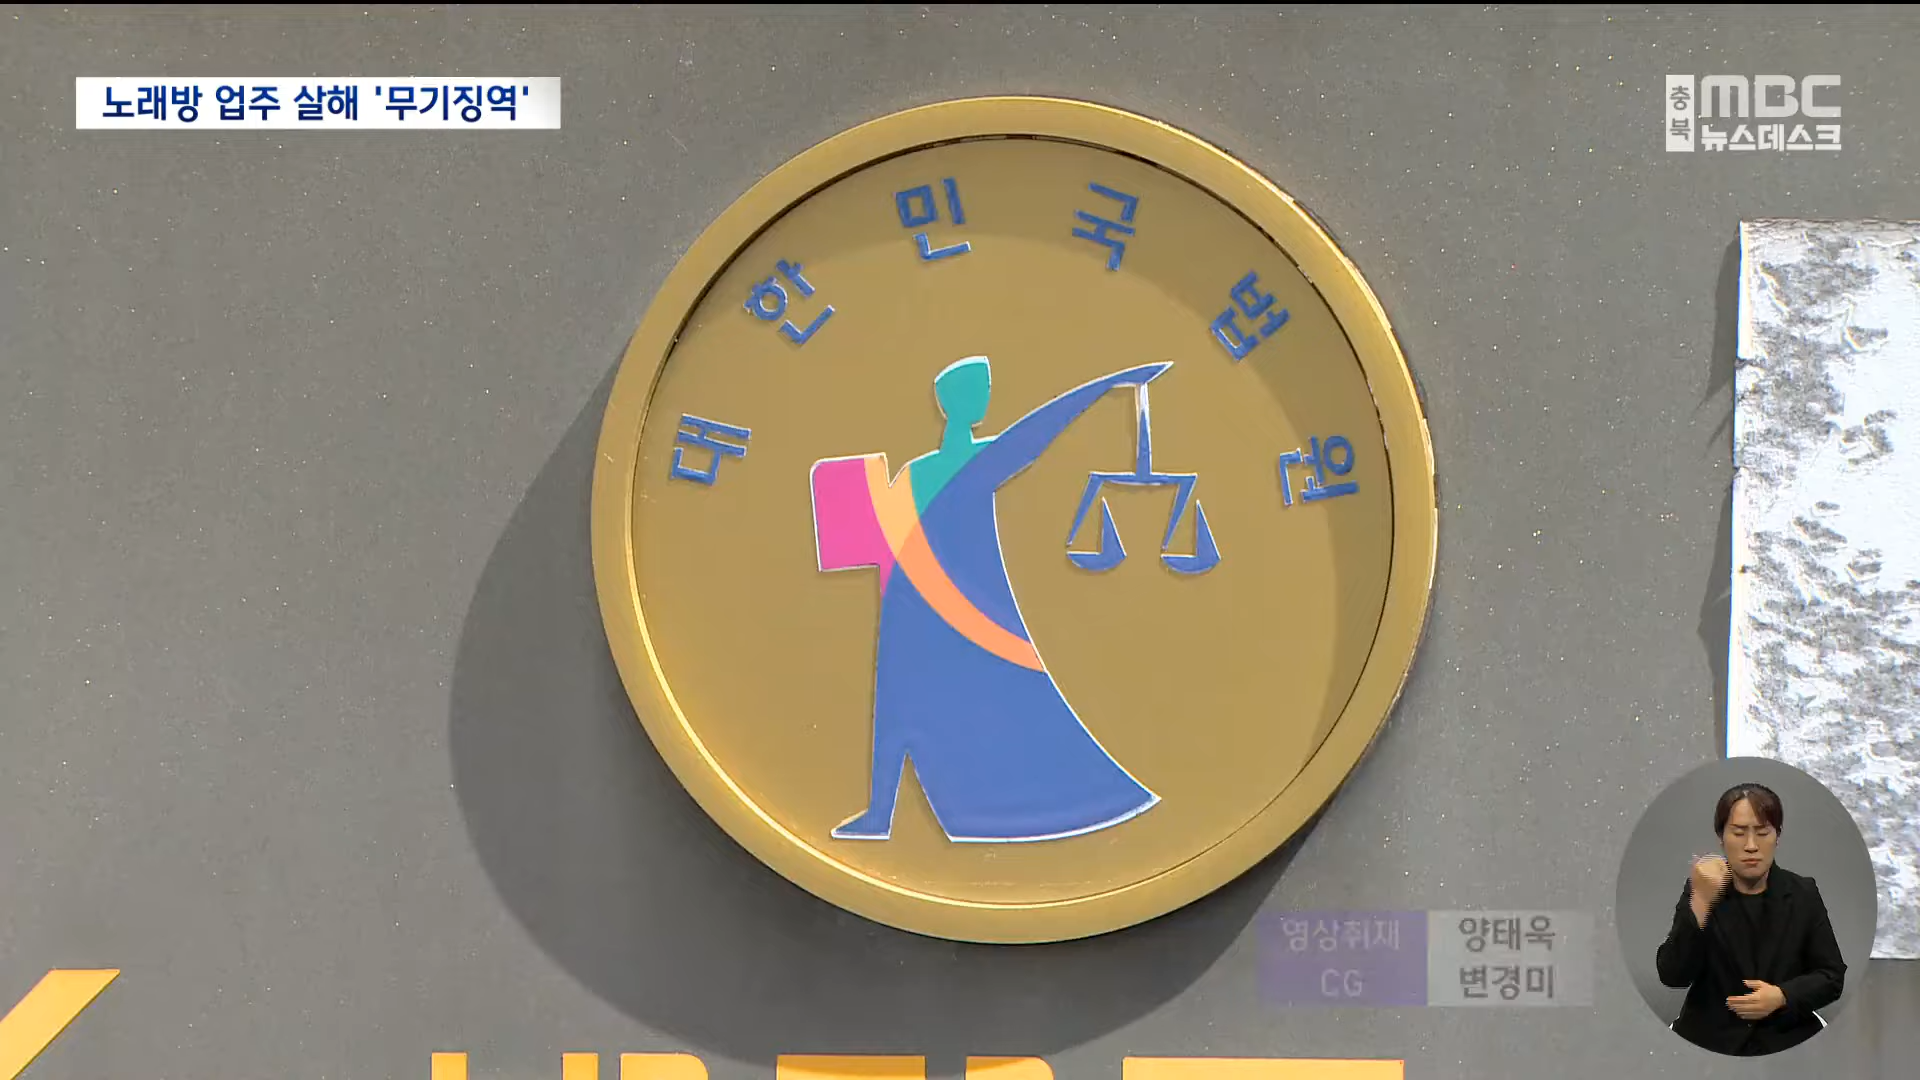 노래방 업주 살해 '무기징역'
충북
MBC
뉴스데스크
대한민국법원
영상취재 양태욱
CG 변경미